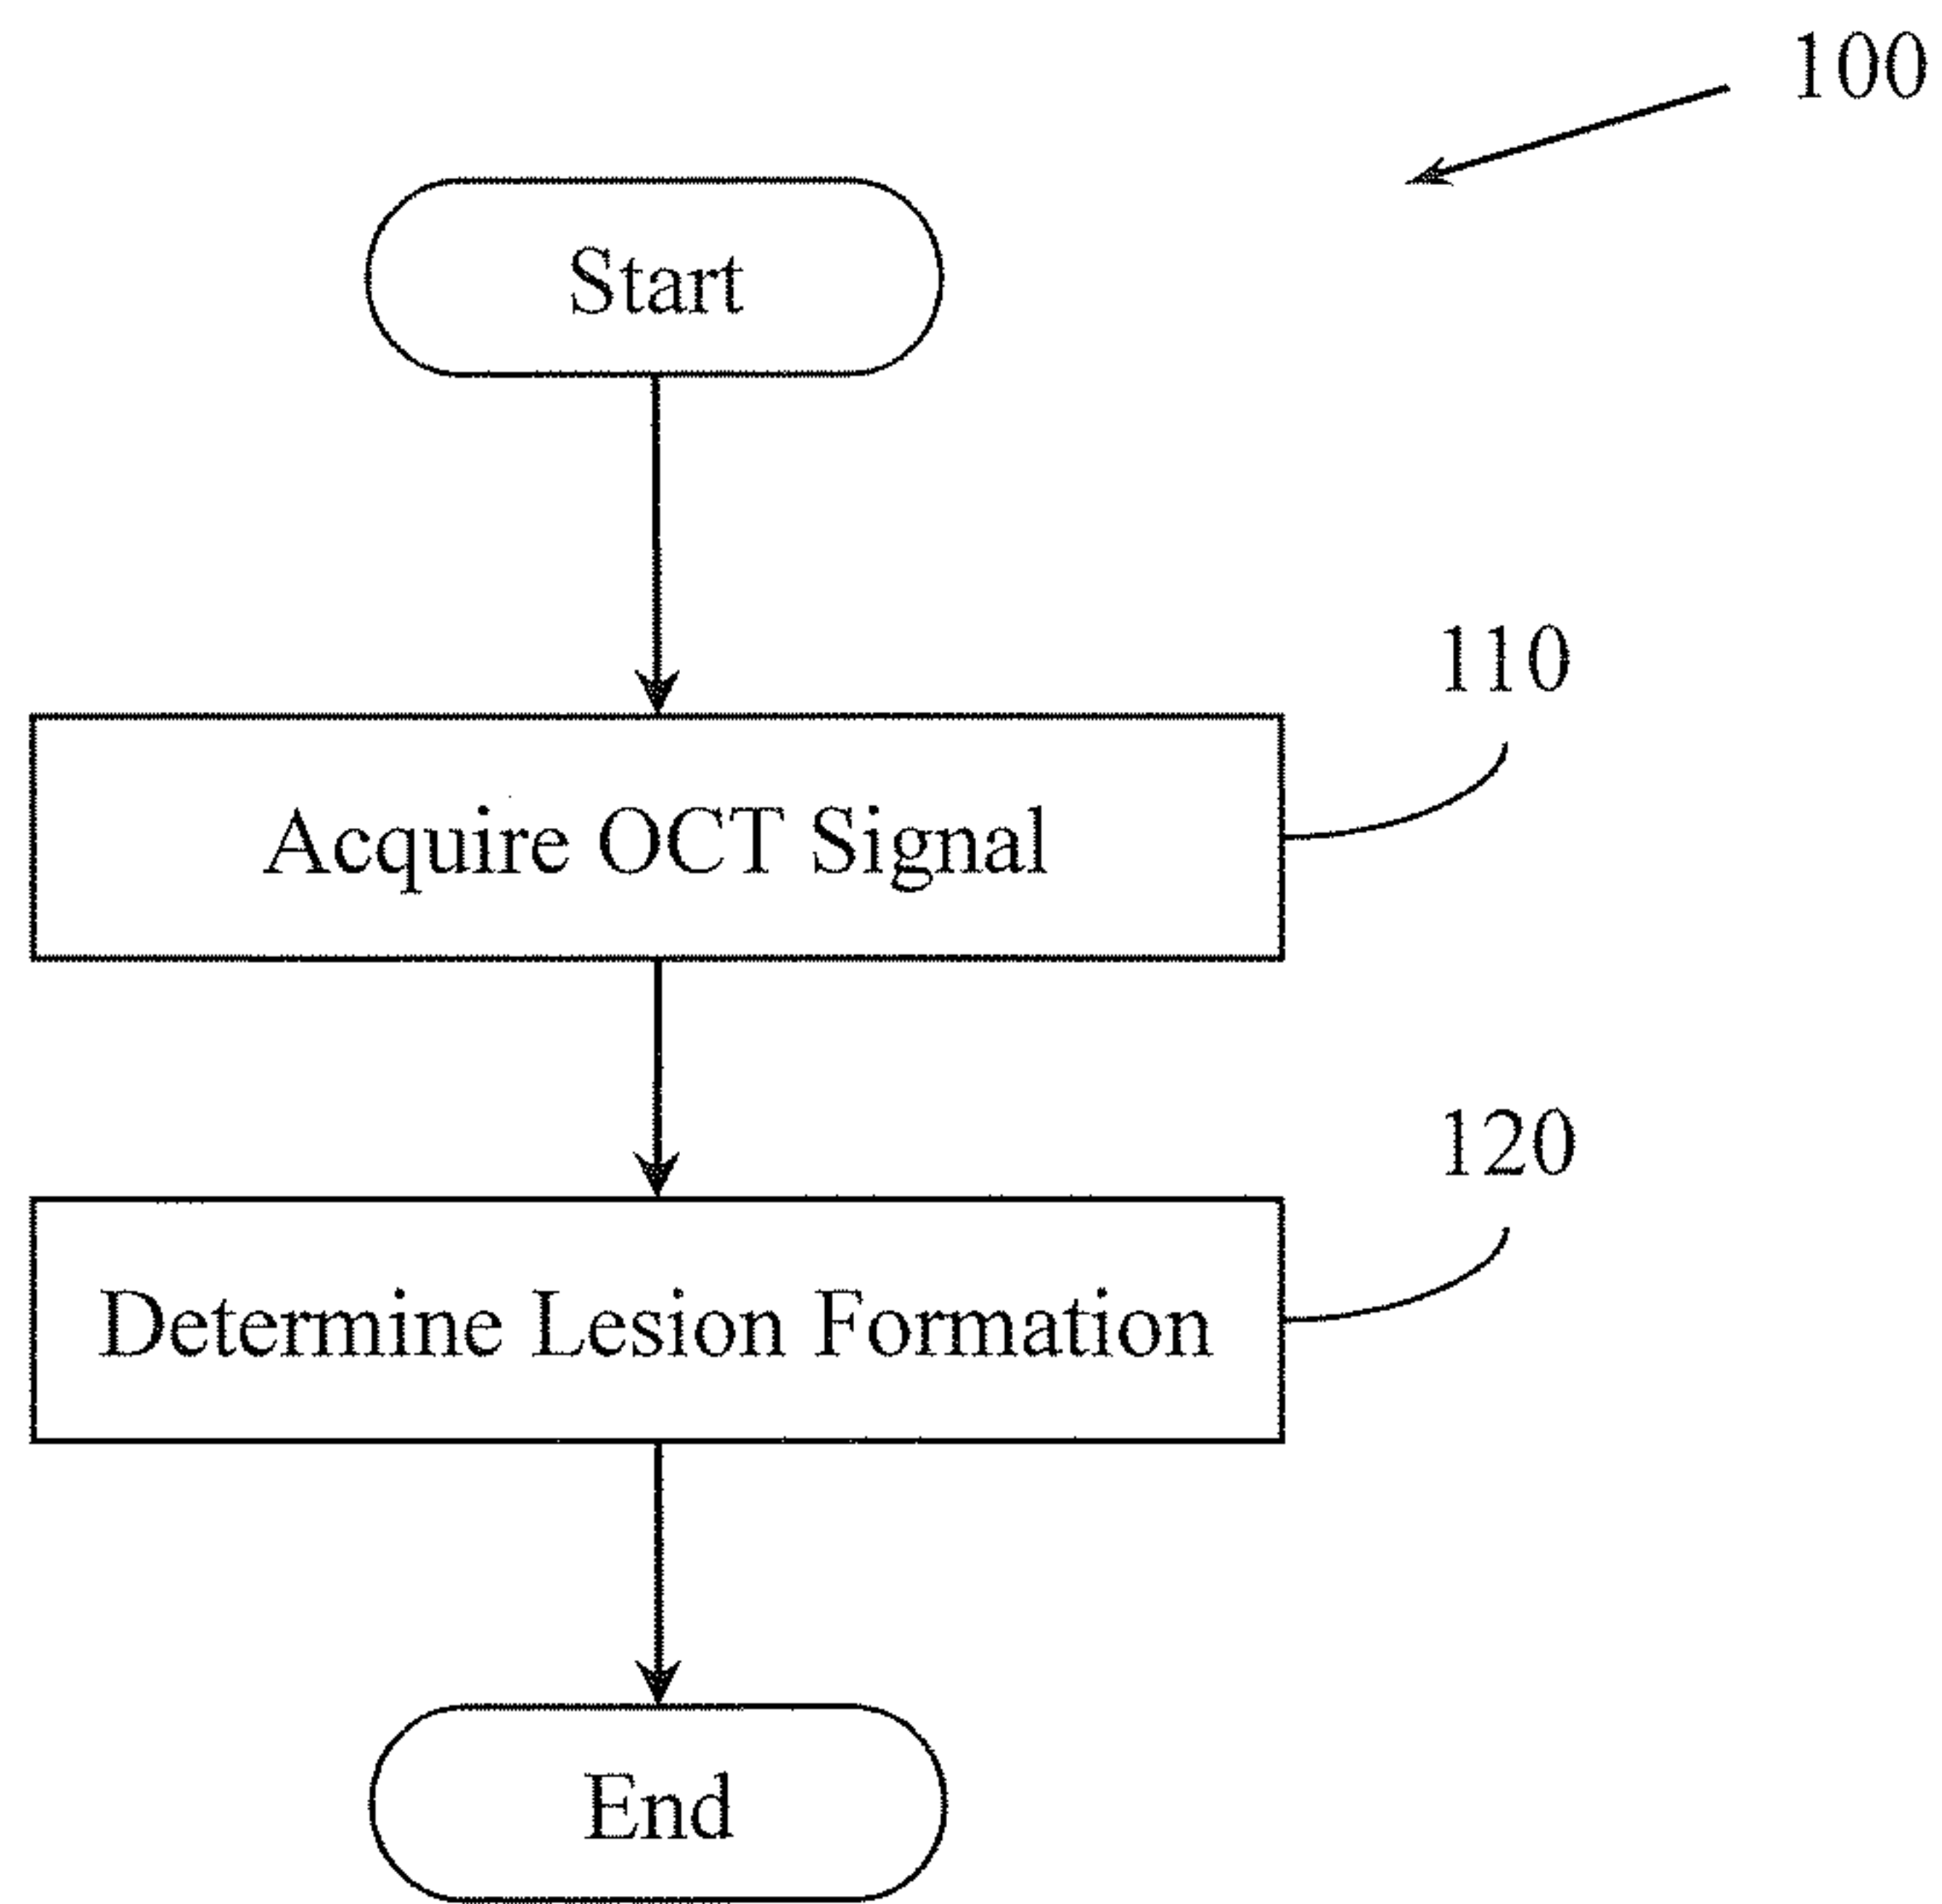 100
Start
110
Acquire OCT Signal
120
Determine Lesion Formation
End